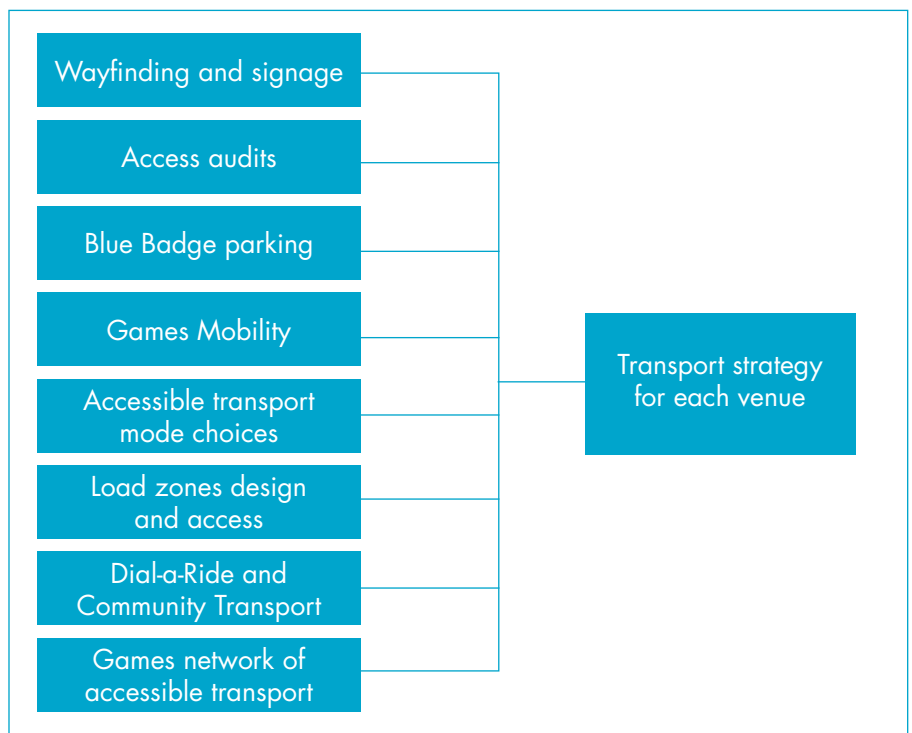 Wayfinding and signage
Access audits
Blue Badge parking
Games Mobility
Accessible transport
mode choices
Load zones design
and access
Dial-a-Ride and
Community Transport
Games network of
accessible transport
Transport strategy
for each venue